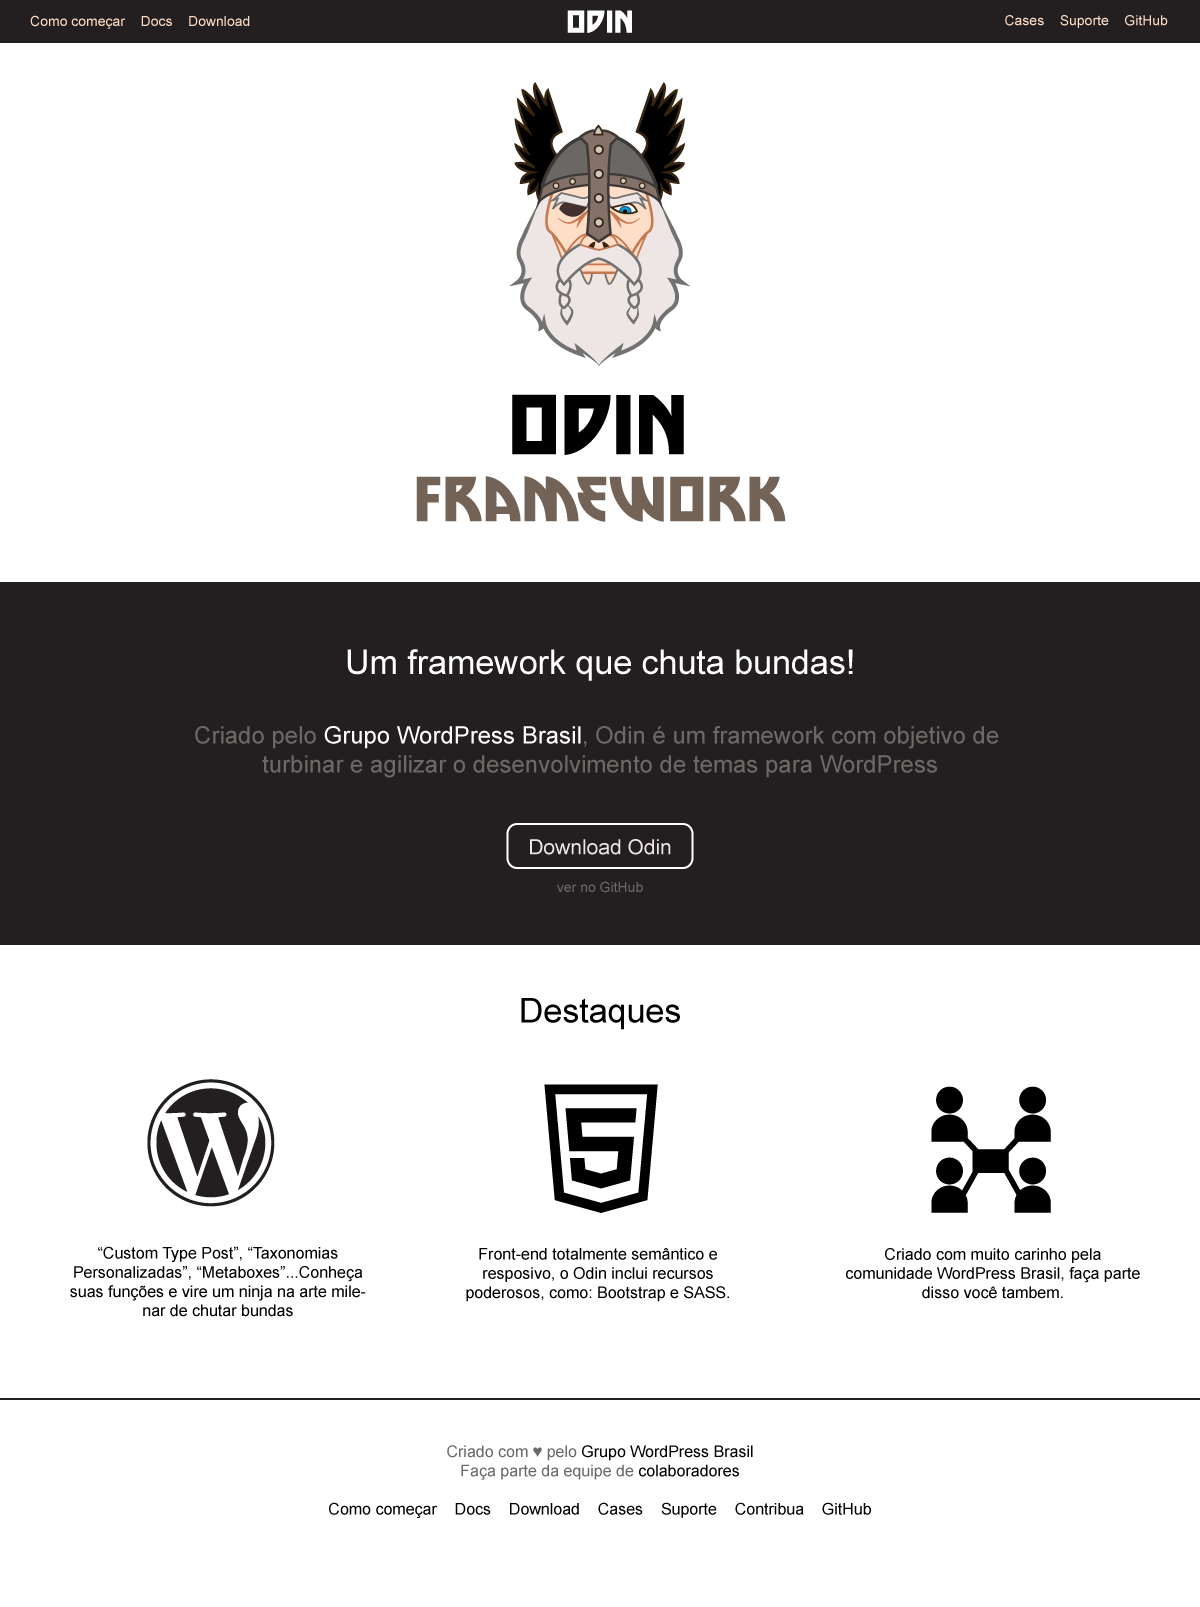 Como começar Docs Download ODIN Cases Suporte GitHub
ODIN
FRAMEWORK
Um framework que chuta bundas!
Criado pelo Grupo WordPress Brasil, Odin é um framework com objetivo de
turbinar e agilizar o desenvolvimento de temas para WordPress
Download Odin
ver no GitHub
Destaques
“Custom Type Post”, “Taxonomias
Personalizadas”, “Metaboxes”...Conheça
suas funções e vire um ninja na arte mile-
nar de chutar bundas
Front-end totalmente semântico e
resposivo, o Odin inclui recursos
poderosos, como: Bootstrap e SASS.
Criado com muito carinho pela
comunidade WordPress Brasil, faça parte
disso você tambem.
Criado com ♥ pelo Grupo WordPress Brasil
Faça parte da equipe de colaboradores
Como começar Docs Download Cases Suporte Contribua GitHub